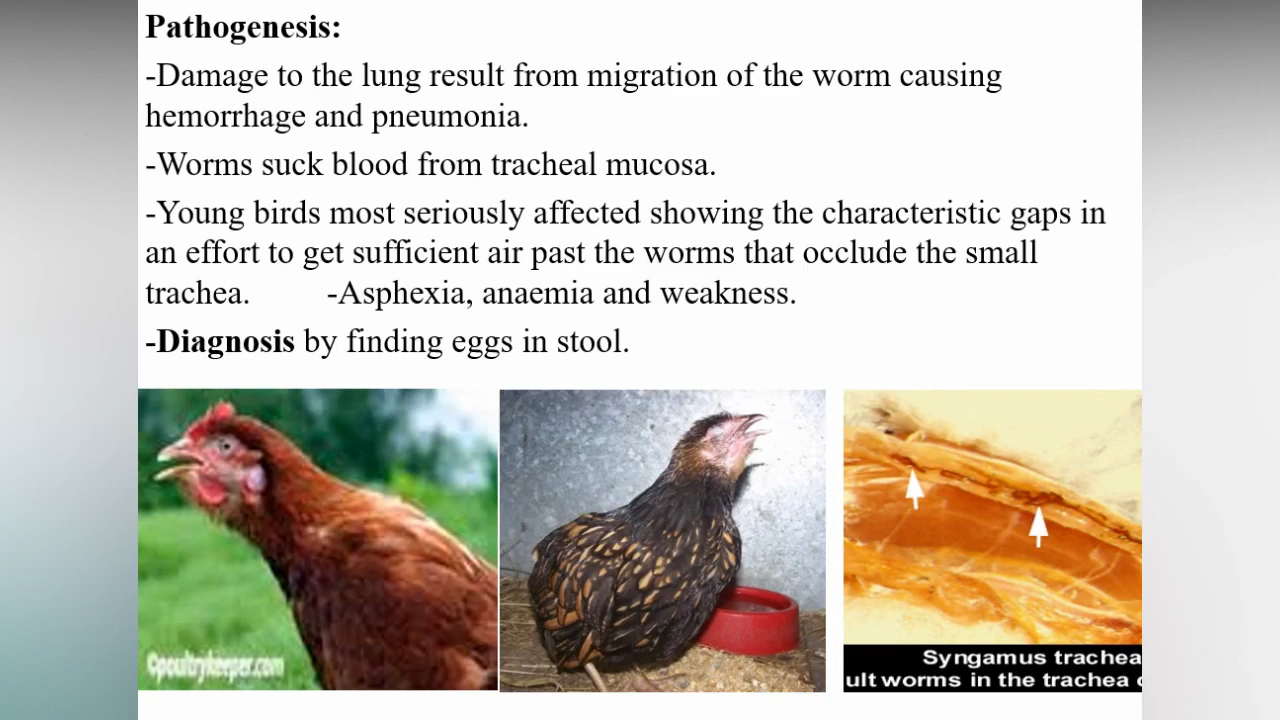 Pathogenesis:
-Damage to the lung result from migration of the worm causing
hemorrhage and pneumonia.
-Worms suck blood from tracheal mucosa.
-Young birds most seriously affected showing the characteristic gaps in
an effort to get sufficient air past the worms that occlude the small
trachea. -Asphexia, anaemia and weakness.
-Diagnosis by finding eggs in stool.
©poultrykeeper.com
Syngamus trachea
ult worms in the trachea